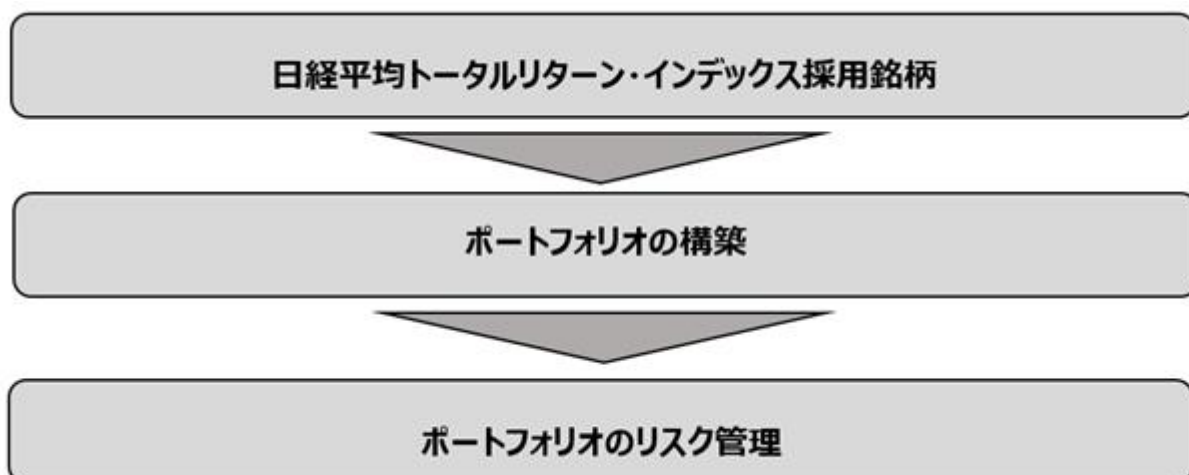 日経平均トータルリターン・インデックス採用銘柄
ポートフォリオの構築
ポートフォリオのリスク管理